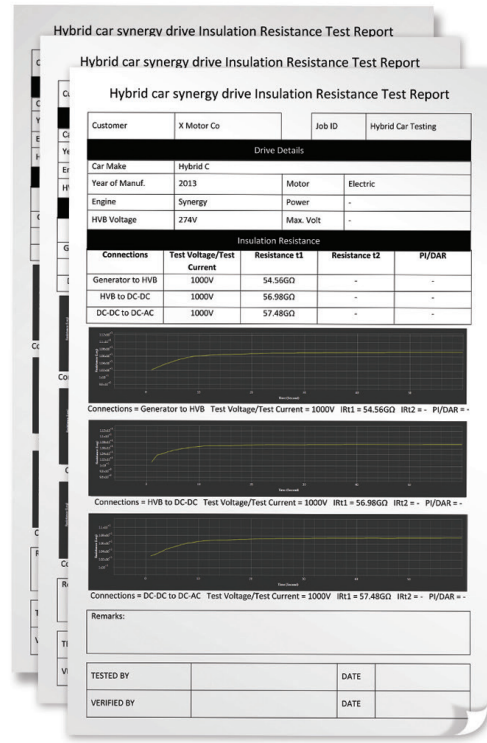 Hybrid car synergy drive Insulation Resistance Test Report
Hybrid car synergy drive Insulation Resistance Test Report
Hybrid car synergy drive Insulation Resistance Test Report
Customer X Motor Co Job ID Hybrid Car Testing
Drive Details
Car Make Hybrid C
Year of Manuf. 2013 Motor Electric
Engine Synergy Power -
HVB Voltage 274V Max. Volt -
Insulation Resistance
Connections Test Voltage/Test Current Resistance t1 Resistance t2 PI/DAR
Generator to HVB 1000V 54.56GΩ - -
HVB to DC-DC 1000V 56.98GΩ - -
DC-DC to DC-AC 1000V 57.48GΩ - -
Connections = Generator to HVB Test Voltage/Test Current = 1000V IRt1 = 54.56GΩ IRt2 = - PI/DAR = -
Connections = HVB to DC-DC Test Voltage/Test Current = 1000V IRt1 = 56.98GΩ IRt2 = - PI/DAR = -
Connections = DC-DC to DC-AC Test Voltage/Test Current = 1000V IRt1 = 57.48GΩ IRt2 = - PI/DAR = -
Remarks:
TESTED BY DATE
VERIFIED BY DATE